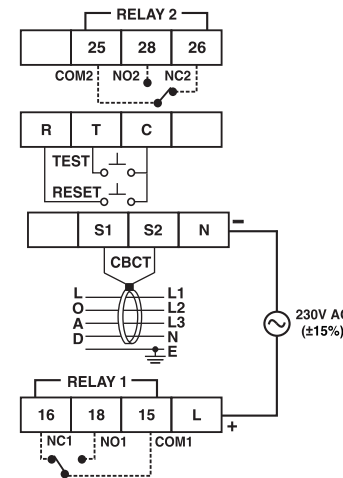 RELAY 2
25 28 26
COM2 NO2 NC2
R T C
TEST
RESET
S1 S2 N
−
CBCT
L L1
O L2
A L3
D N
E
230V AC
(±15%)
RELAY 1
16 18 15 L
+
NC1 NO1 COM1